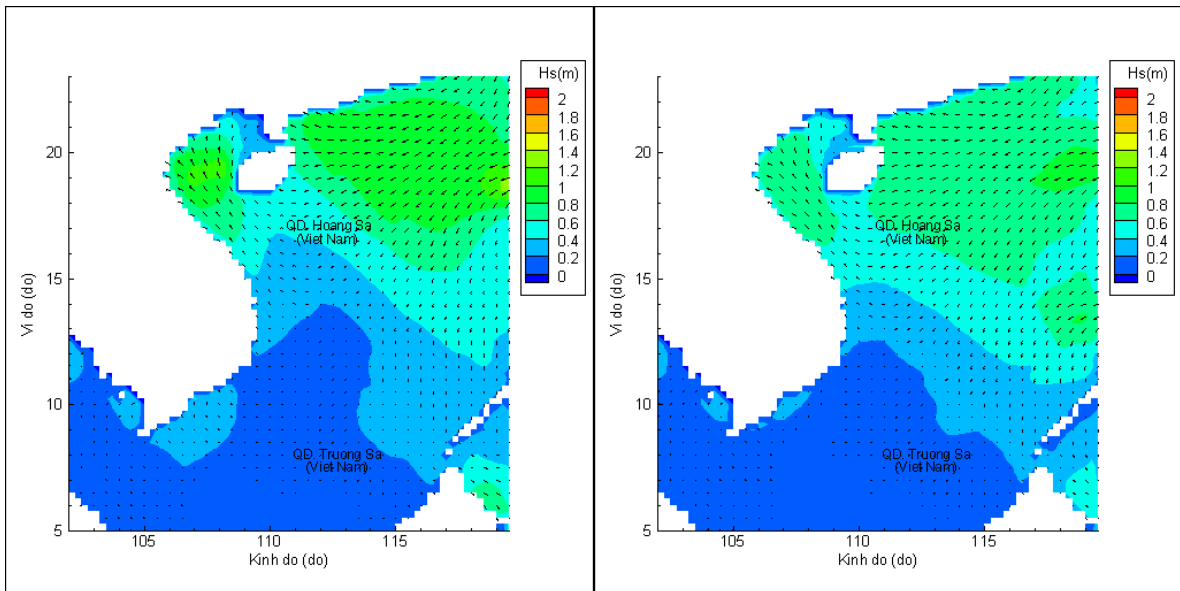 Hs(m)
2
1.8
1.6
1.4
1.2
1
0.8
0.6
0.4
0.2
0
20
15
10
5
Vi do (do)
QD. Hoang Sa
(Viet Nam)
QD. Truong Sa
(Viet Nam)
105
110
115
Kinh do (do)
Hs(m)
2
1.8
1.6
1.4
1.2
1
0.8
0.6
0.4
0.2
0
20
15
10
5
Vi do (do)
QD. Hoang Sa
(Viet Nam)
QD. Truong Sa
(Viet Nam)
105
110
115
Kinh do (do)